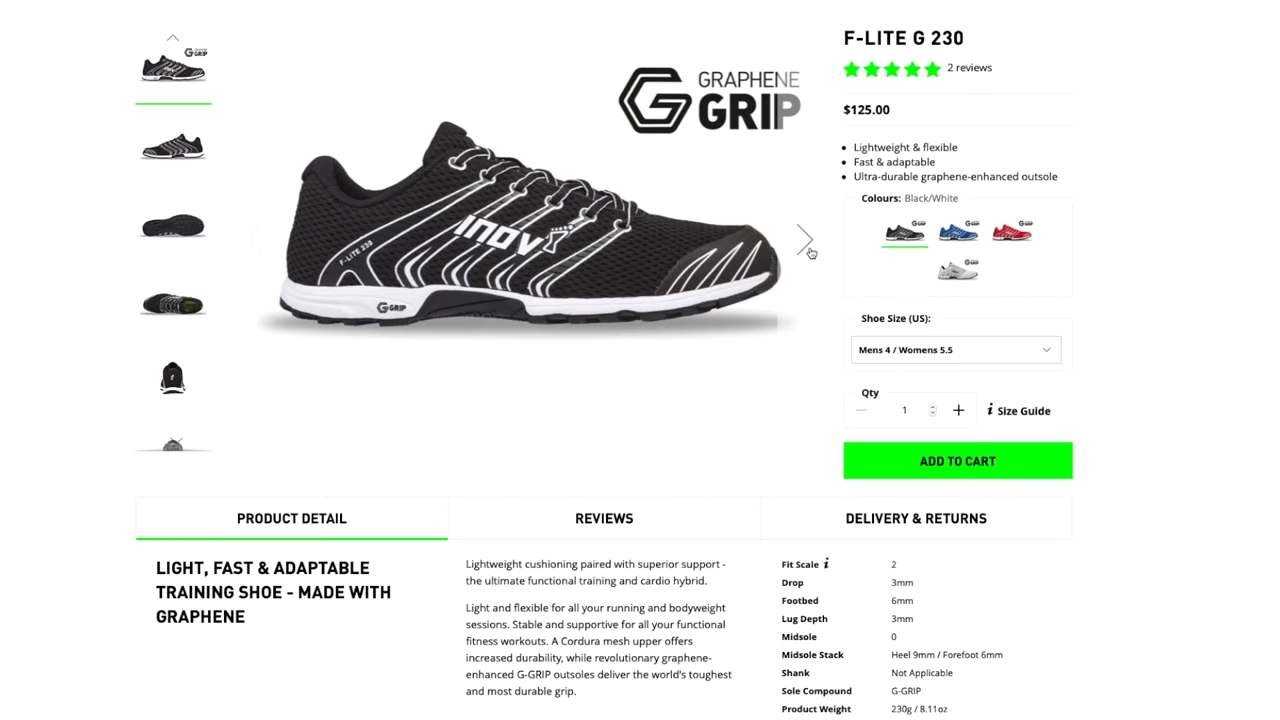 F-LITE G 230
2 reviews
$125.00
Lightweight & flexible
Fast & adaptable
Ultra-durable graphene-enhanced outsole
Colours: Black/White
Shoe Size (US):
Mens 4 / Womens 5.5
Qty
1
Size Guide
ADD TO CART
GRAPHENE
GRIP
INOV
F-LITE 230
G GRIP
PRODUCT DETAIL
REVIEWS
DELIVERY & RETURNS
LIGHT, FAST & ADAPTABLE
TRAINING SHOE - MADE WITH
GRAPHENE
Lightweight cushioning paired with superior support -
the ultimate functional training and cardio hybrid.
Light and flexible for all your running and bodyweight
sessions. Stable and supportive for all your functional
fitness workouts. A Cordura mesh upper offers
increased durability, while revolutionary graphene-
enhanced G-GRIP outsoles deliver the world's toughest
and most durable grip.
Fit Scale i 2
Drop 3mm
Footbed 6mm
Lug Depth 3mm
Midsole 0
Midsole Stack Heel 9mm / Forefoot 6mm
Shank Not Applicable
Sole Compound G-GRIP
Product Weight 230g / 8.11oz